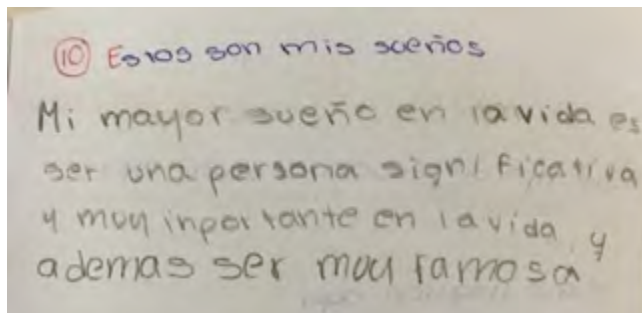 10 Estos son mis sueños
Mi mayor sueño en la vida es
ser una persona significativa
y muy inportante en la vida y
ademas ser muy famosa